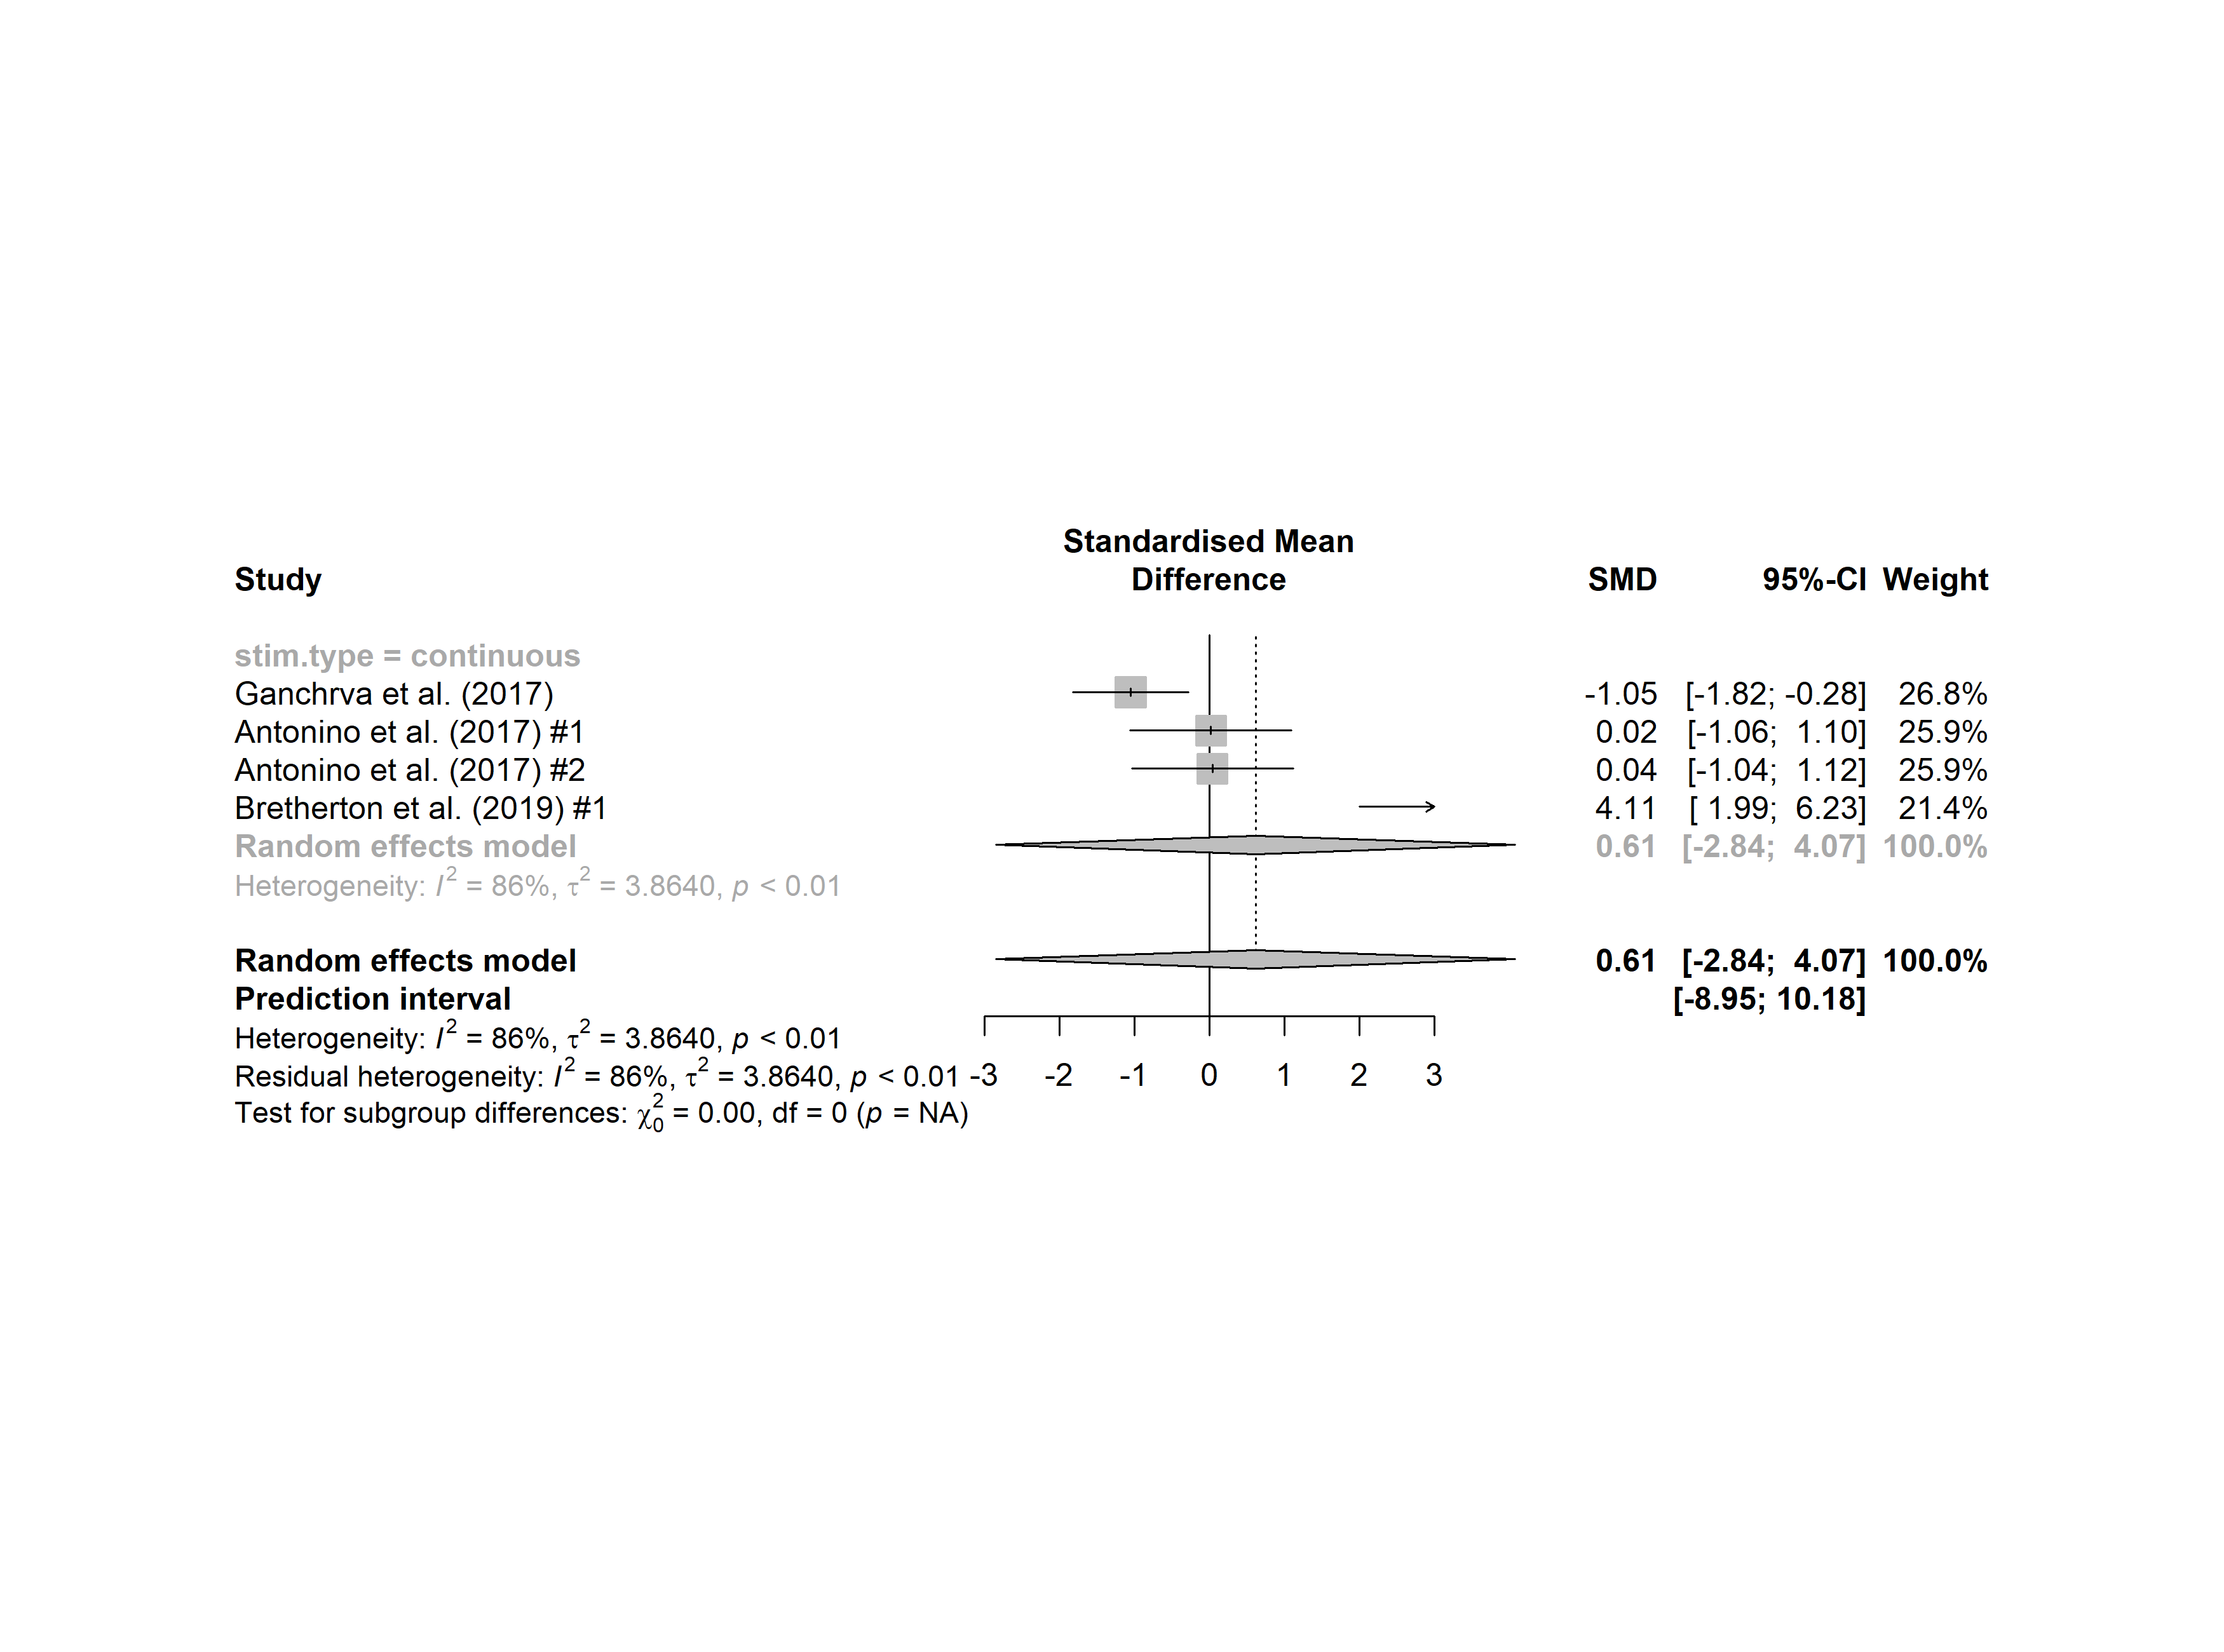 Standardised Mean
Study Difference SMD 95%-CI Weight
stim.type = continuous
Ganchrva et al. (2017) -1.05 [-1.82; -0.28] 26.8%
Antonino et al. (2017) #1 0.02 [-1.06; 1.10] 25.9%
Antonino et al. (2017) #2 0.04 [-1.04; 1.12] 25.9%
Bretherton et al. (2019) #1 4.11 [ 1.99; 6.23] 21.4%
Random effects model 0.61 [-2.84; 4.07] 100.0%
Heterogeneity: I² = 86%, τ² = 3.8640, p < 0.01
Random effects model 0.61 [-2.84; 4.07] 100.0%
Prediction interval [-8.95; 10.18]
Heterogeneity: I² = 86%, τ² = 3.8640, p < 0.01
Residual heterogeneity: I² = 86%, τ² = 3.8640, p < 0.01 -3 -2 -1 0 1 2 3
Test for subgroup differences: χ²₀ = 0.00, df = 0 (p = NA)